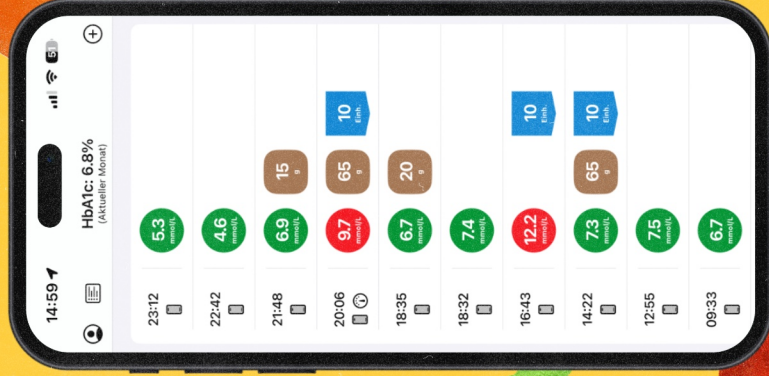 14:59
51
HbA1c: 6.8%
(Aktueller Monat)
23:12
5.3
mmol/L
22:42
4.6
mmol/L
21:48
6.9
mmol/L
15
g
20:06
9.7
mmol/L
65
g
10
Einh.
18:35
6.7
mmol/L
20
g
18:32
7.4
mmol/L
16:43
12.2
mmol/L
10
Einh.
14:22
7.3
mmol/L
65
g
10
Einh.
12:55
7.5
mmol/L
09:33
6.7
mmol/L